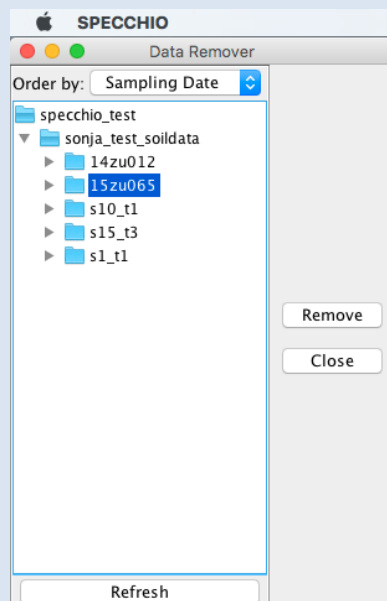 SPECCHIO
Data Remover
Order by: Sampling Date
specchio_test
sonja_test_soildata
14zu012
15zu065
s10_t1
s15_t3
s1_t1
Remove
Close
Refresh